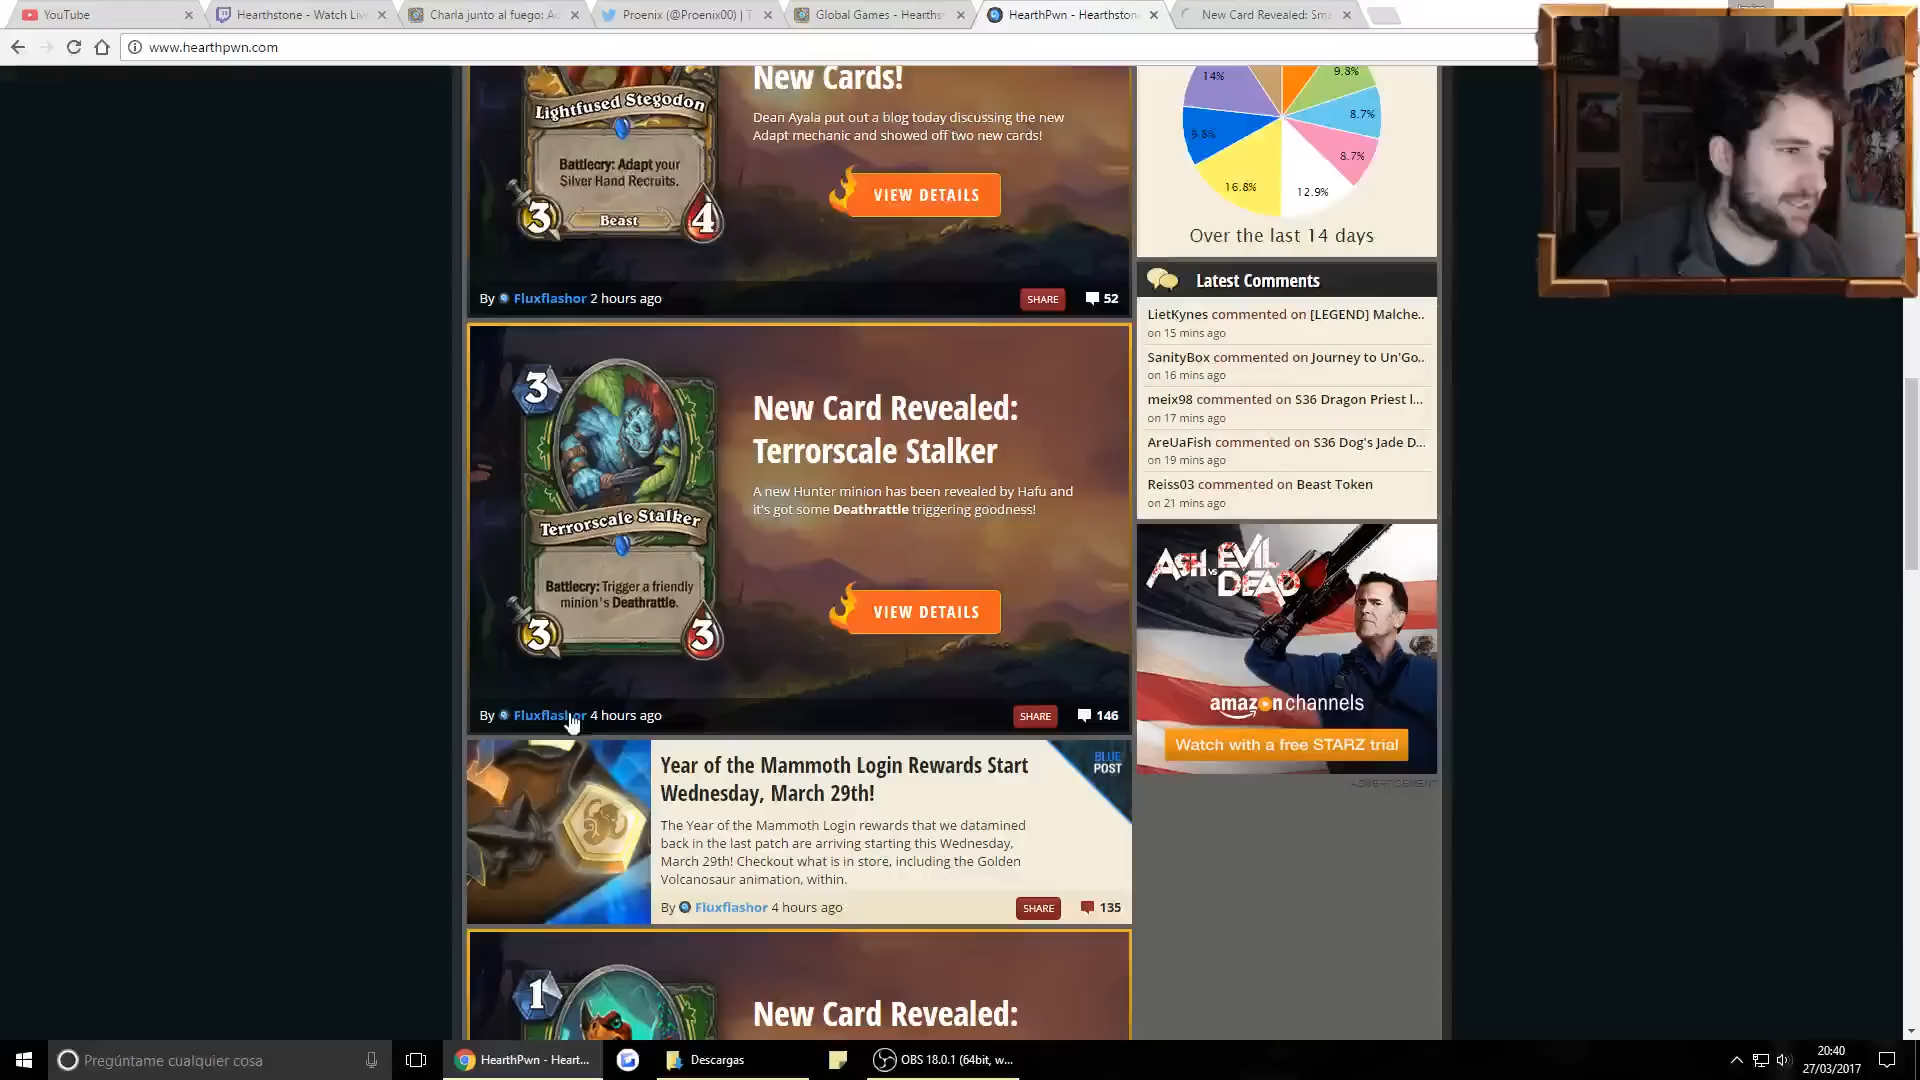 YouTube
Hearthstone - Watch Liv
Charla junto al fuego: Ac
Proenix (@Proenix00) | T
Global Games - Hearths
HearthPwn - Hearthston
New Card Revealed: Sma
www.hearthpwn.com
Lightfused Stegodon
Battlecry: Adapt your
Silver Hand Recruits.
3
Beast
4
New Cards!
Dean Ayala put out a blog today discussing the new
Adapt mechanic and showed off two new cards!
VIEW DETAILS
By Fluxflashor 2 hours ago
SHARE
52
3
Terrorscale Stalker
Battlecry: Trigger a friendly
minion's Deathrattle.
3
3
New Card Revealed:
Terrorscale Stalker
A new Hunter minion has been revealed by Hafu and
it's got some Deathrattle triggering goodness!
VIEW DETAILS
By Fluxflashor 4 hours ago
SHARE
146
Year of the Mammoth Login Rewards Start
Wednesday, March 29th!
BLUE
POST
The Year of the Mammoth Login rewards that we datamined
back in the last patch are arriving starting this Wednesday,
March 29th! Checkout what is in store, including the Golden
Volcanosaur animation, within.
By Fluxflashor 4 hours ago
SHARE
135
1
New Card Revealed:
14%
9.8%
8.7%
8.7%
12.9%
16.8%
9.8%
Over the last 14 days
Latest Comments
LietKynes commented on [LEGEND] Malche..
on 15 mins ago
SanityBox commented on Journey to Un'Go..
on 16 mins ago
meix98 commented on S36 Dragon Priest l...
on 17 mins ago
AreUaFish commented on S36 Dog's Jade D...
on 19 mins ago
Reiss03 commented on Beast Token
on 21 mins ago
ASH vs EVIL
DEAD
amazon channels
Watch with a free STARZ trial
ADVERTISEMENT
Pregúntame cualquier cosa
HearthPwn - Heart...
Descargas
OBS 18.0.1 (64bit, w...
20:40
27/03/2017